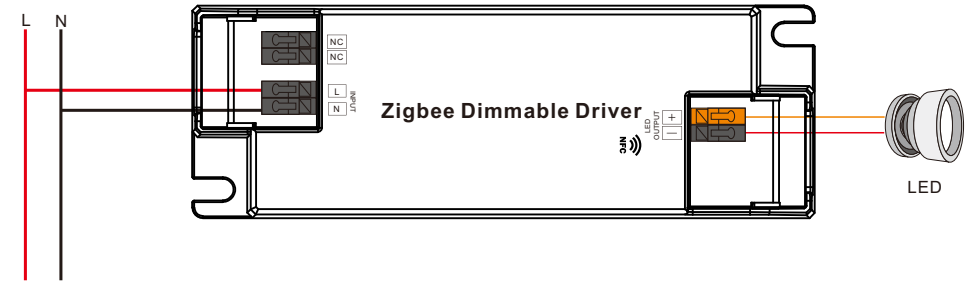 L N
NC
NC
L
N
INPUT
Zigbee Dimmable Driver
NFC
LED
OUTPUT
+
—
LED